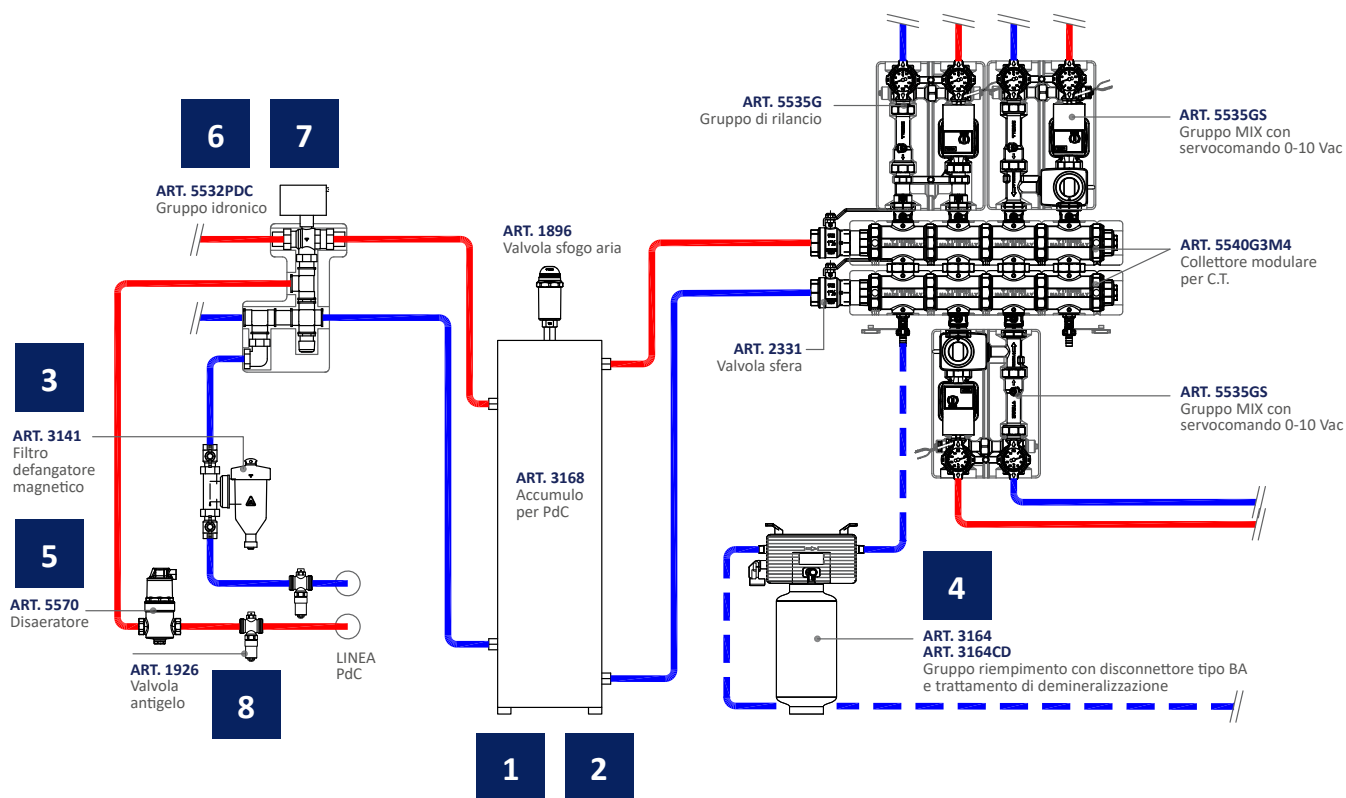 6
7
ART. 5532PDC
Gruppo idronico
ART. 1896
Valvola sfogo aria
ART. 5535G
Gruppo di rilancio
ART. 5535GS
Gruppo MIX con
servocomando 0-10 Vac
ART. 5540G3M4
Collettore modulare
per C.T.
ART. 2331
Valvola sfera
ART. 5535GS
Gruppo MIX con
servocomando 0-10 Vac
3
ART. 3141
Filtro
defangatore
magnetico
ART. 3168
Accumulo
per PdC
5
ART. 5570
Disaeratore
ART. 1926
Valvola
antigelo
8
LINEA
PdC
4
ART. 3164
ART. 3164CD
Gruppo riempimento con disconnettore tipo BA
e trattamento di demineralizzazione
1
2